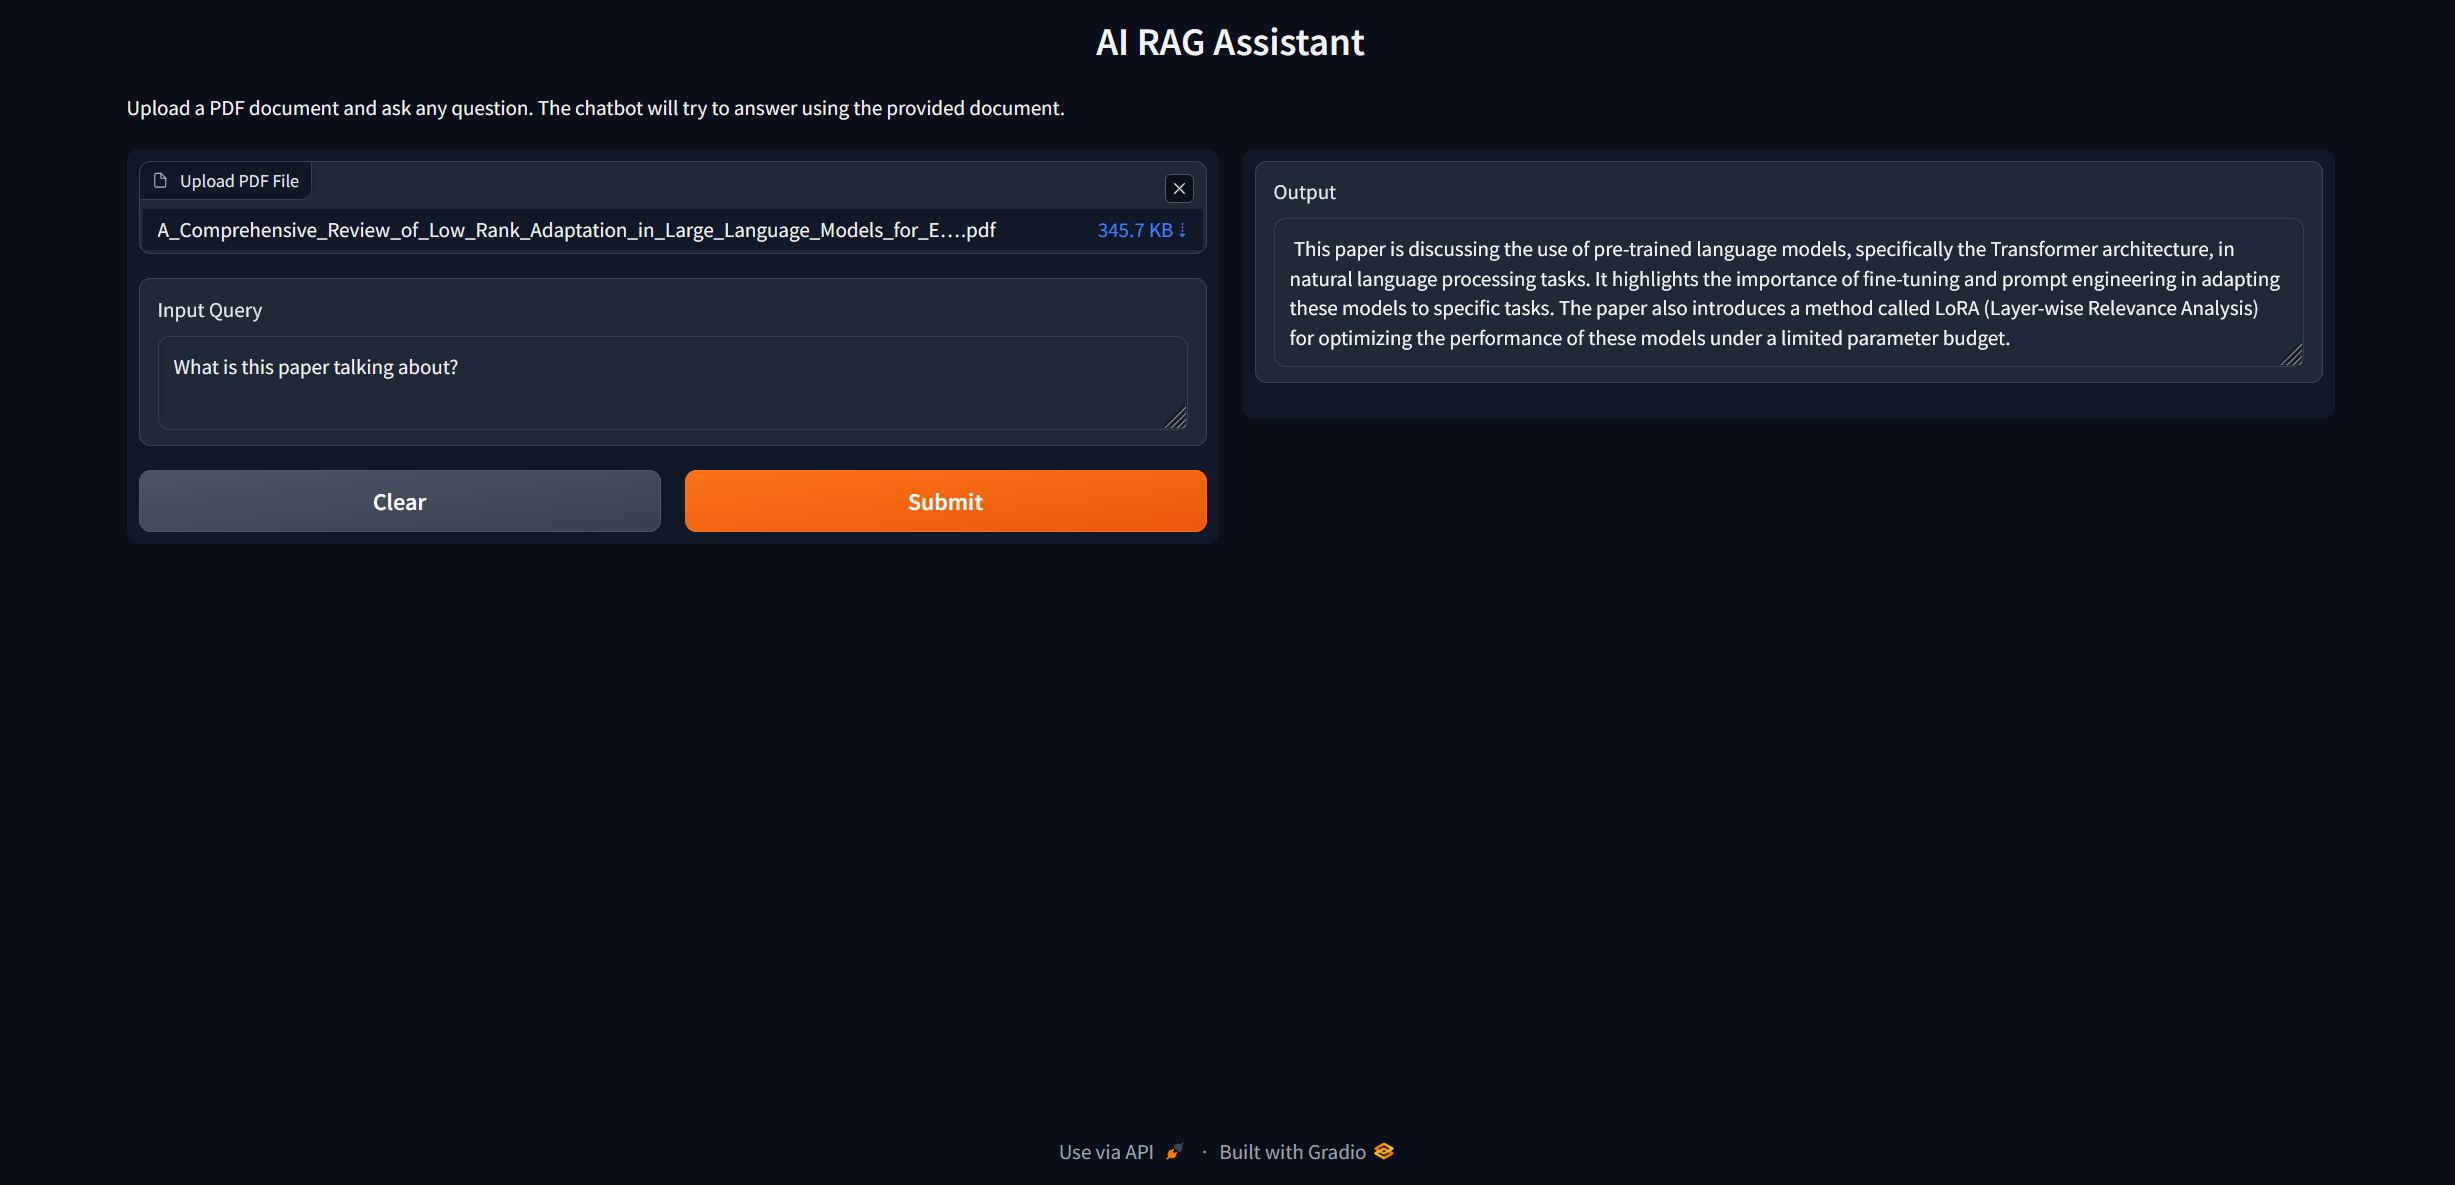 AI RAG Assistant
Upload a PDF document and ask any question. The chatbot will try to answer using the provided document.
Upload PDF File
A_Comprehensive_Review_of_Low_Rank_Adaptation_in_Large_Language_Models_for_E....pdf 345.7 KB ⇣
Input Query
What is this paper talking about?
Clear
Submit
Output
This paper is discussing the use of pre-trained language models, specifically the Transformer architecture, in
natural language processing tasks. It highlights the importance of fine-tuning and prompt engineering in adapting
these models to specific tasks. The paper also introduces a method called LoRA (Layer-wise Relevance Analysis)
for optimizing the performance of these models under a limited parameter budget.
Use via API · Built with Gradio